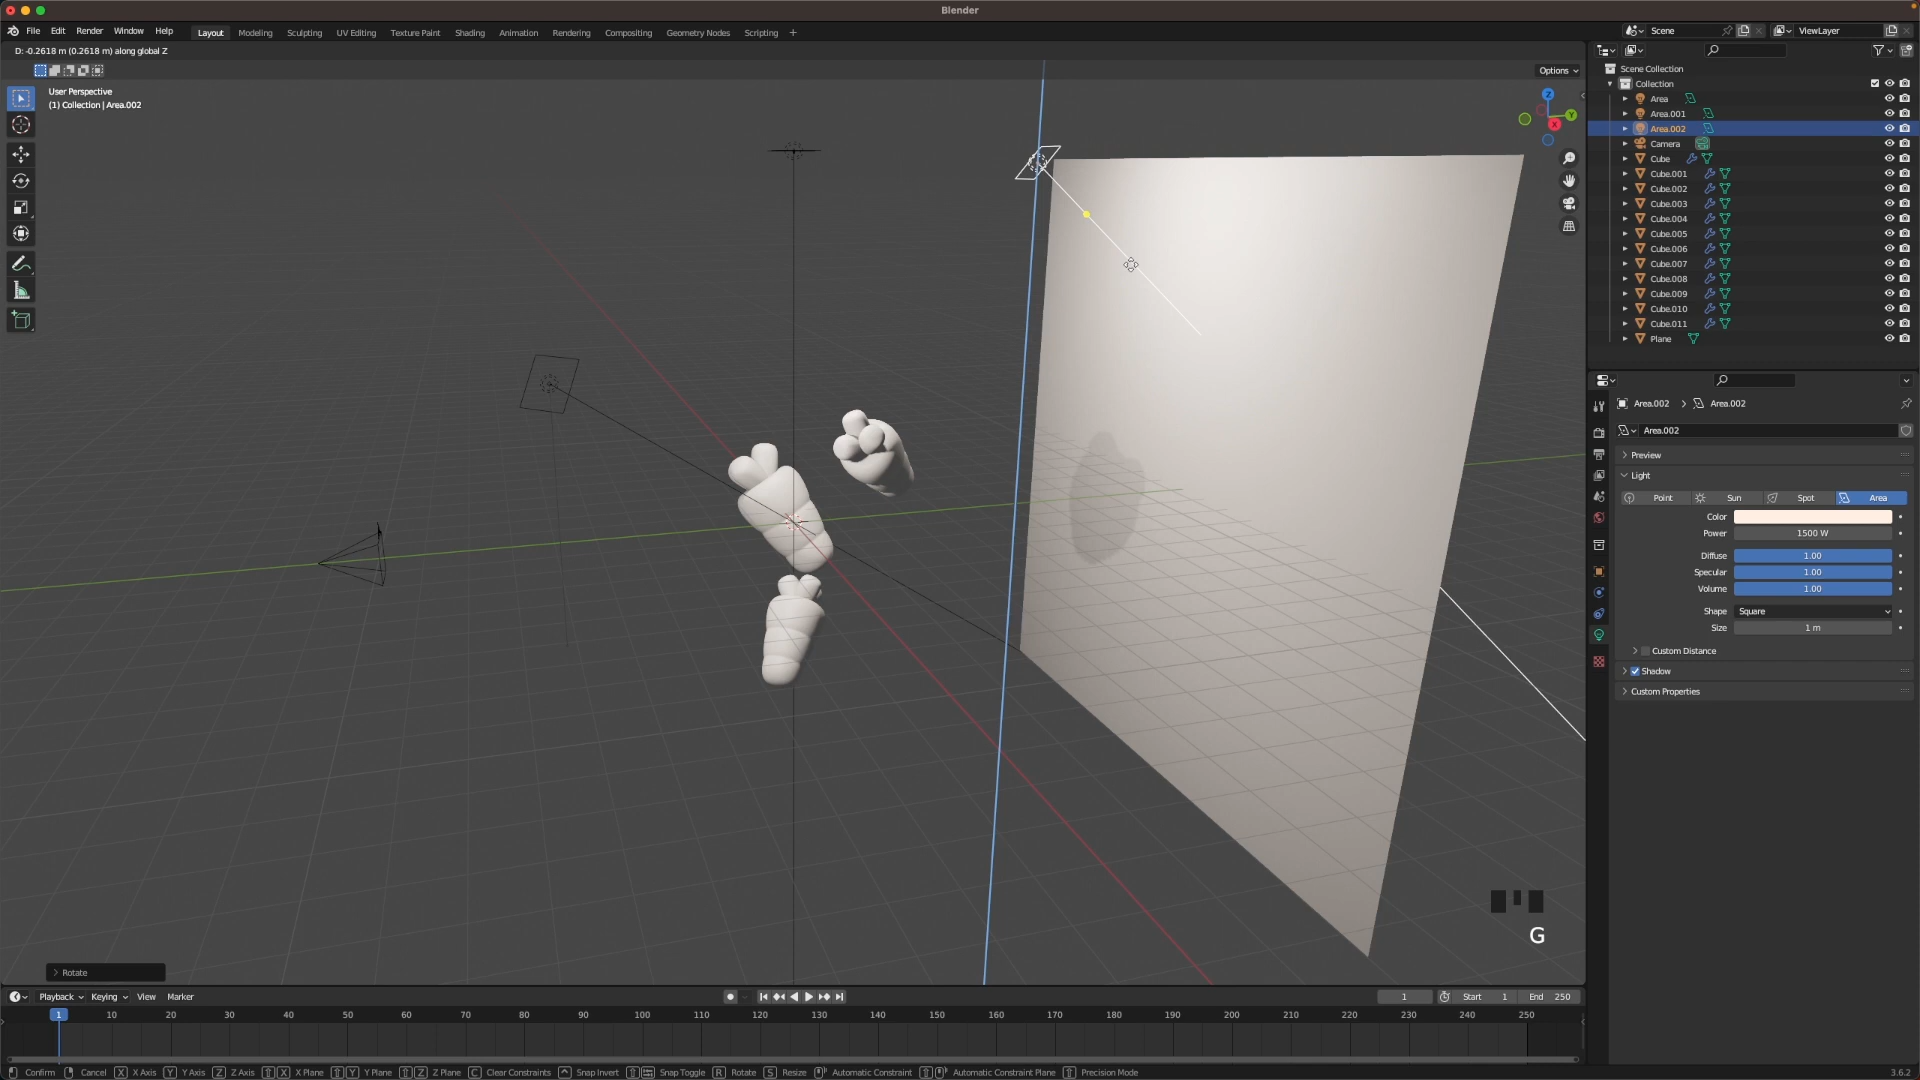 Blender
File Edit Render Window Help Layout Modeling Sculpting UV Editing Texture Paint Shading Animation Rendering Compositing Geometry Nodes Scripting + Scene ViewLayer
D: -0.2618 m (0.2618 m) along global Z
Options
User Perspective
(1) Collection | Area.002
Z
Y
X
Scene Collection
Collection
Area
Area.001
Area.002
Camera
Cube
Cube.001
Cube.002
Cube.003
Cube.004
Cube.005
Cube.006
Cube.007
Cube.008
Cube.009
Cube.010
Cube.011
Plane
Area.002 > Area.002
Area.002
Preview
Light
Point Sun Spot Area
Color
Power 1500 W
Diffuse 1.00
Specular 1.00
Volume 1.00
Shape Square
Size 1 m
Custom Distance
Shadow
Custom Properties
G
Rotate
Playback Keying View Marker 1 Start 1 End 250
1 10 20 30 40 50 60 70 80 90 100 110 120 130 140 150 160 170 180 190 200 210 220 230 240 250
Confirm Cancel X X Axis Y Y Axis Z Z Axis X X Plane Y Y Plane Z Z Plane C Clear Constraints Snap Invert Snap Toggle R Rotate S Resize Automatic Constraint Automatic Constraint Plane Precision Mode 3.6.2